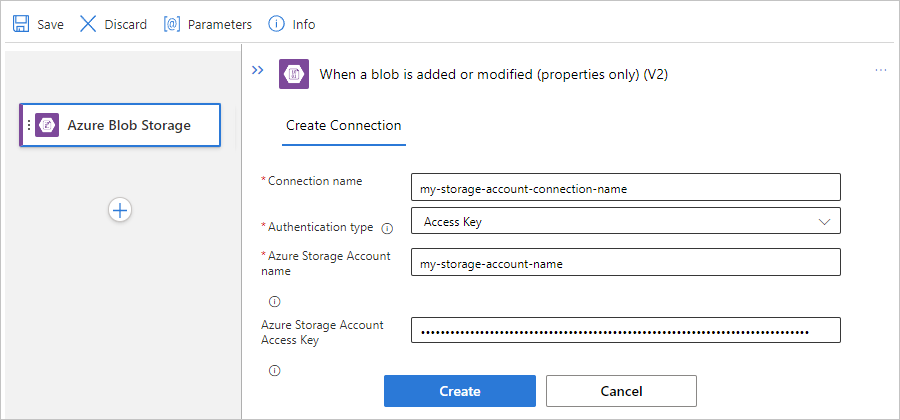 Save Discard [@] Parameters Info
When a blob is added or modified (properties only) (V2)
Azure Blob Storage
Create Connection
* Connection name
my-storage-account-connection-name
* Authentication type
Access Key
* Azure Storage Account
name
my-storage-account-name
Azure Storage Account
Access Key
Create Cancel